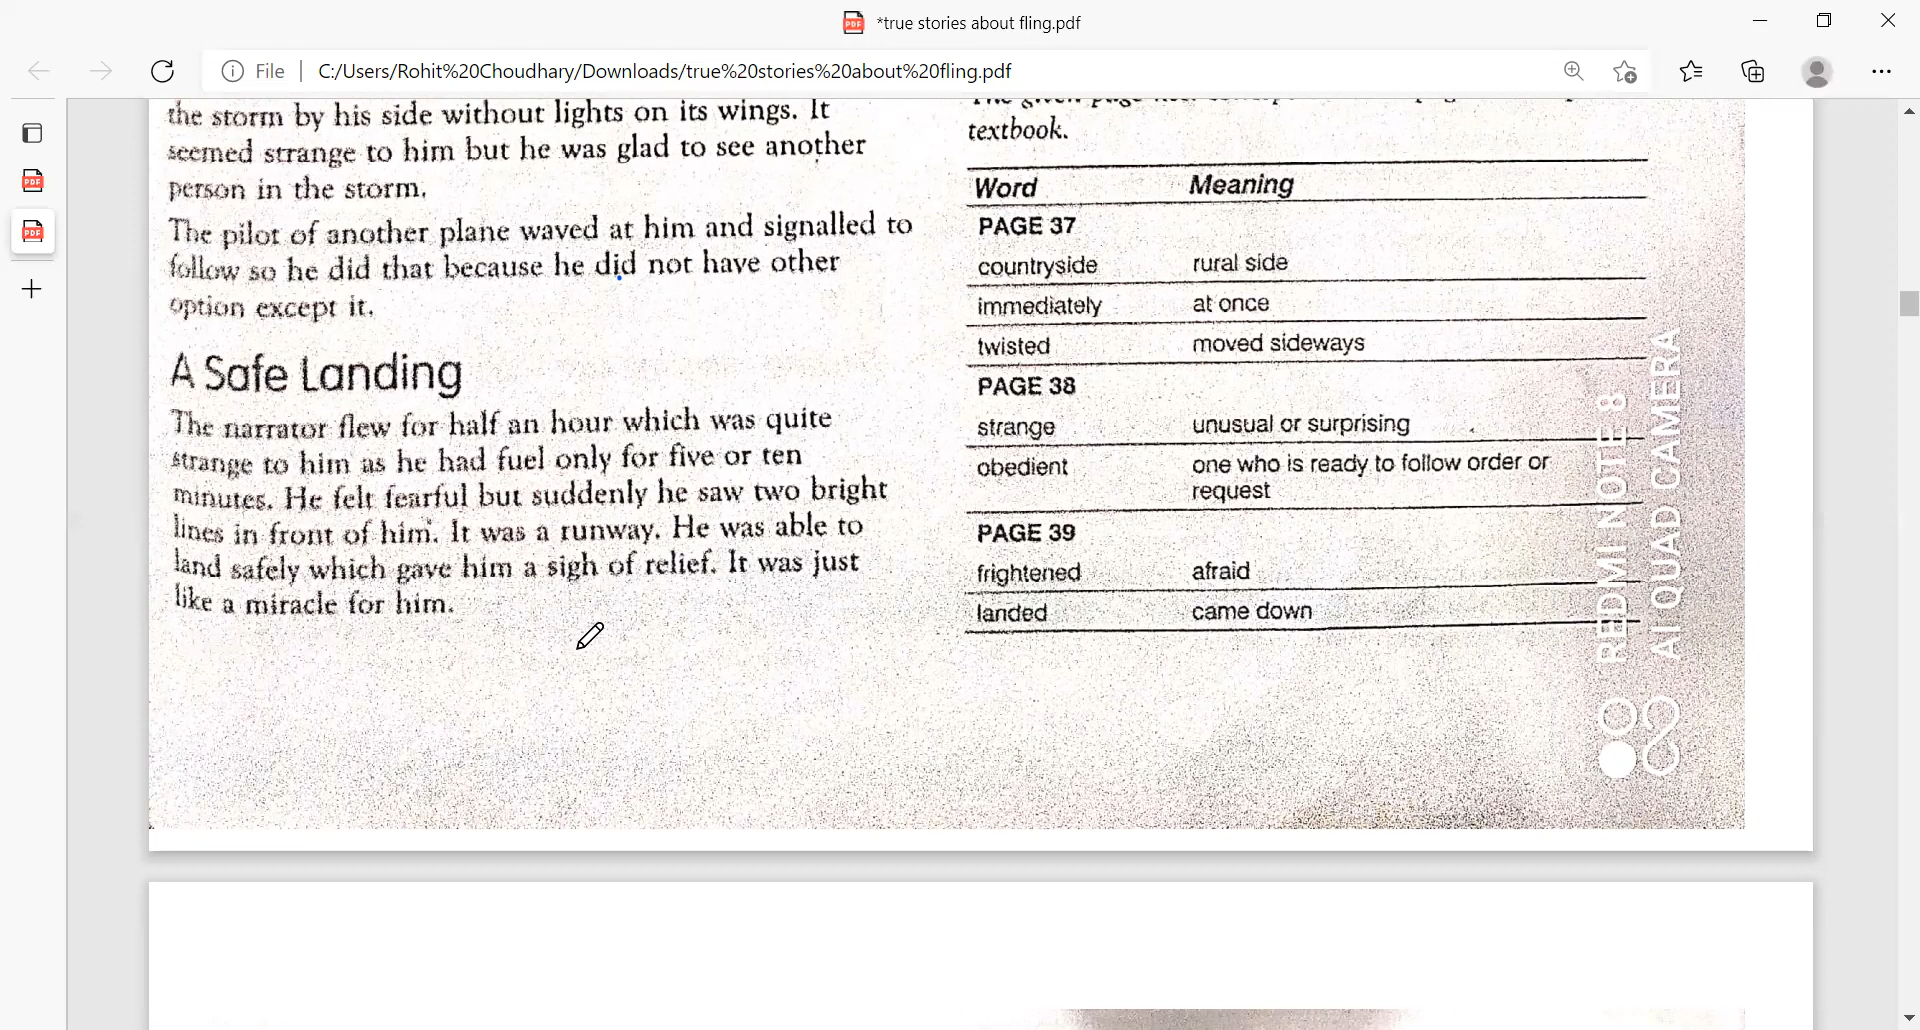 *true stories about fling.pdf
File | C:/Users/Rohit%20Choudhary/Downloads/true%20stories%20about%20fling.pdf
the storm by his side without lights on its wings. It
seemed strange to him but he was glad to see another
person in the storm.
The pilot of another plane waved at him and signalled to
follow so he did that because he did not have other
option except it.
A Safe Landing
The narrator flew for half an hour which was quite
strange to him as he had fuel only for five or ten
minutes. He felt fearful but suddenly he saw two bright
lines in front of him. It was a runway. He was able to
land safely which gave him a sigh of relief. It was just
like a miracle for him.
textbook.
Word Meaning
PAGE 37
countryside rural side
immediately at once
twisted moved sideways
PAGE 38
strange unusual or surprising
obedient one who is ready to follow order or
request
PAGE 39
frightened afraid
landed came down
REDMI NOTE 8
AI QUAD CAMERA